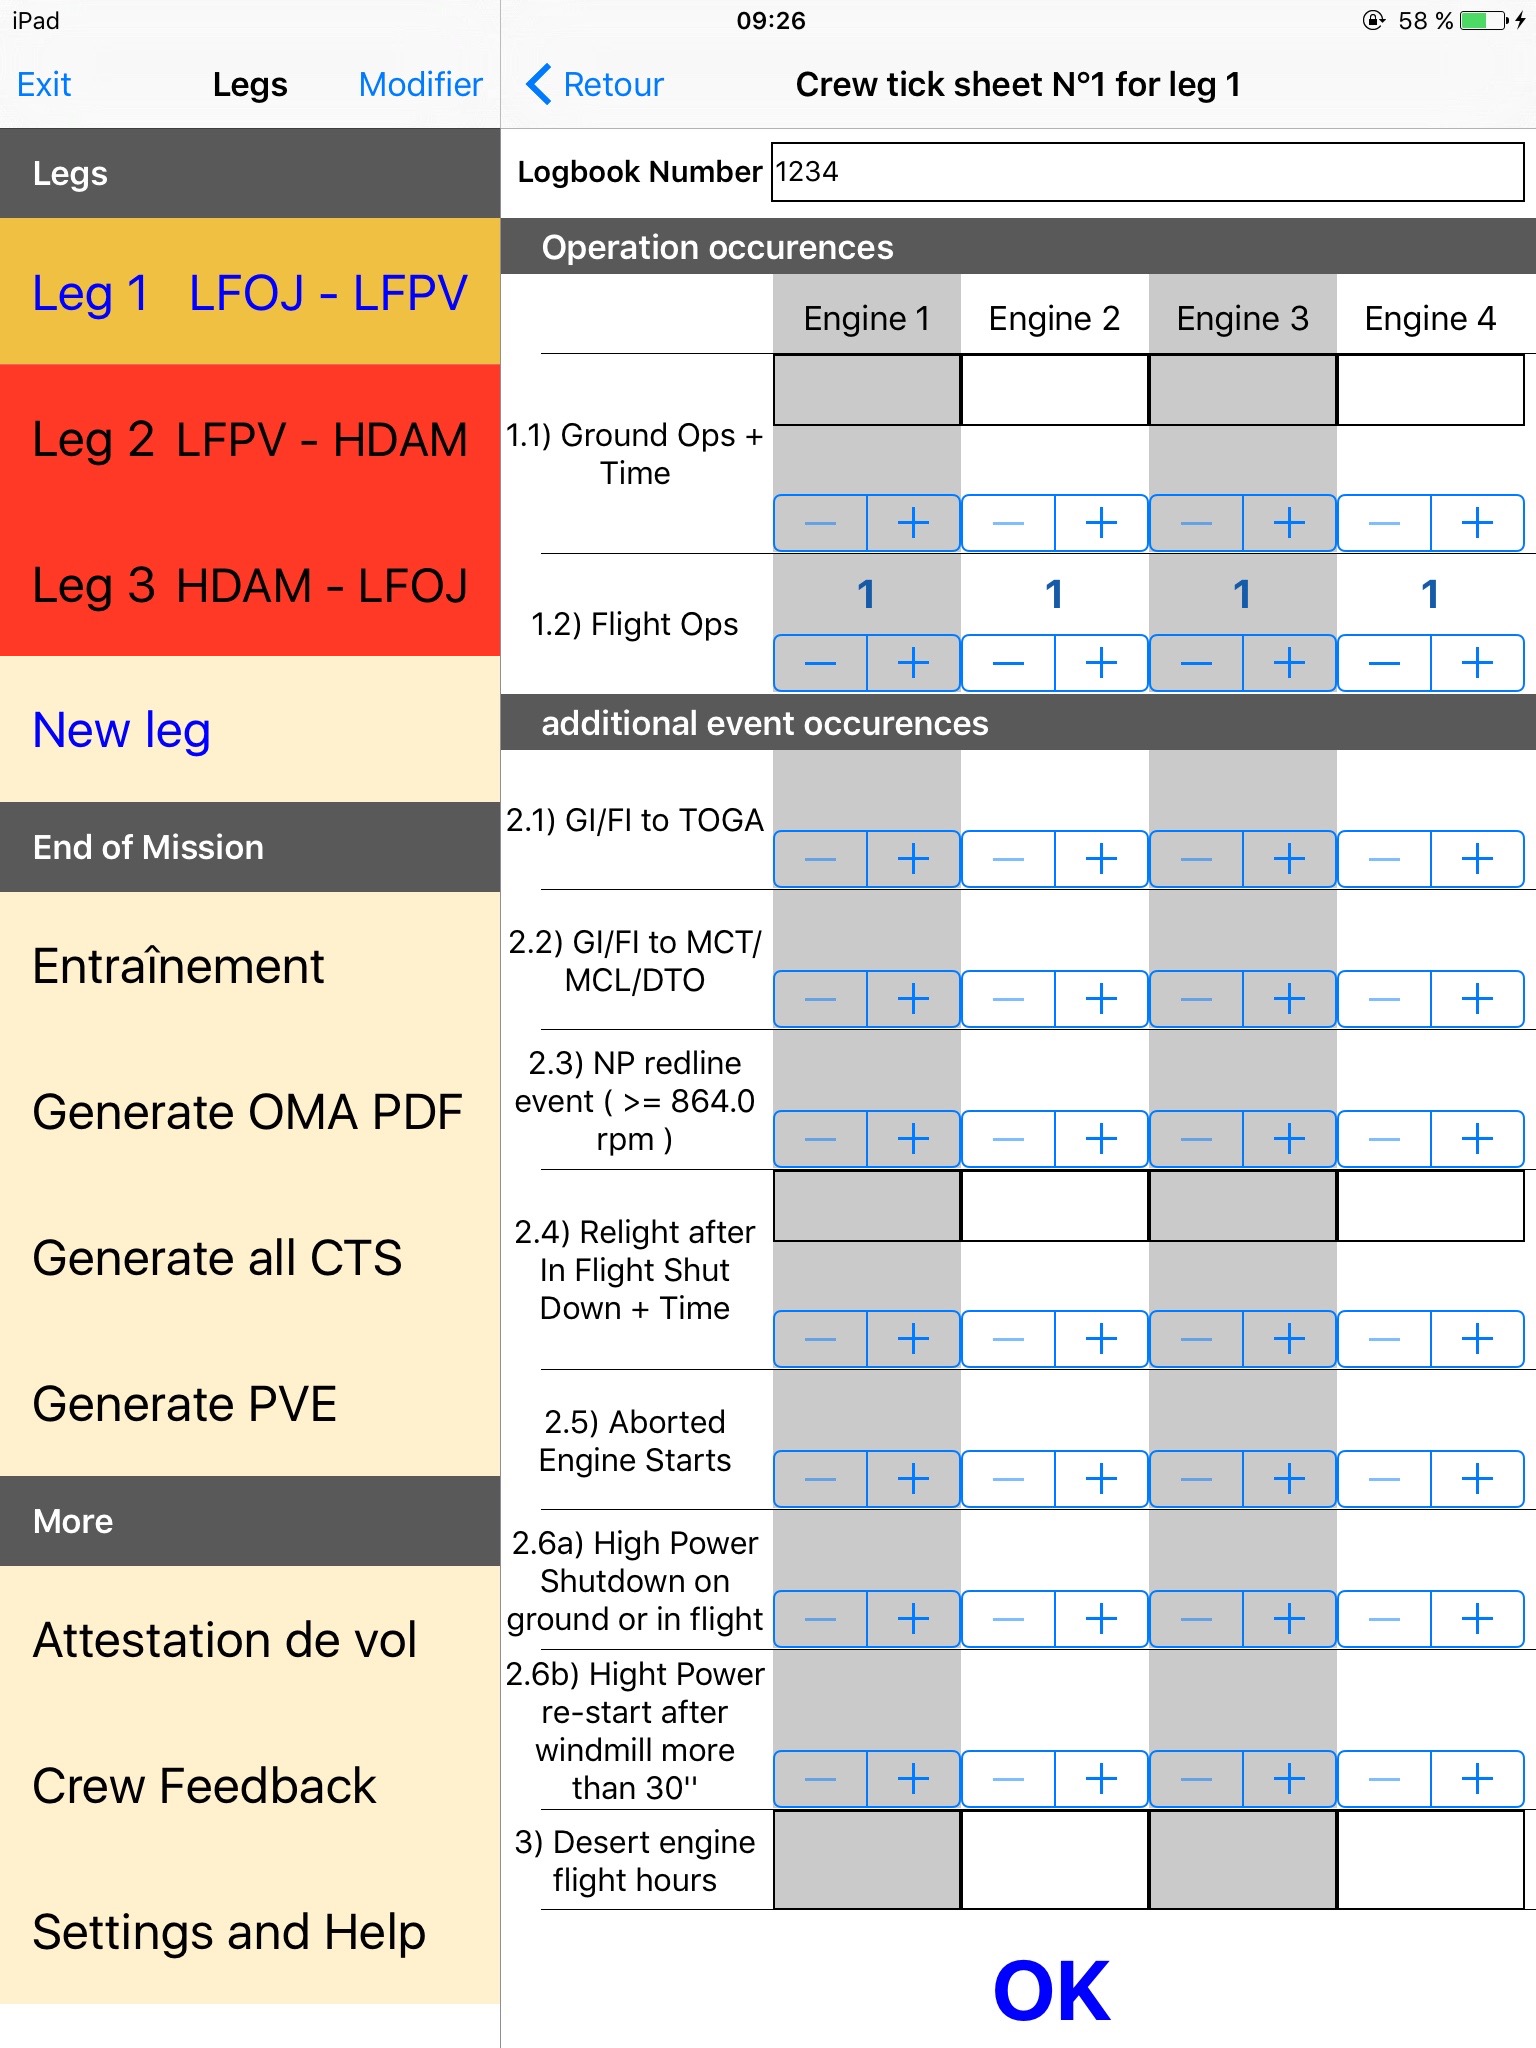 iPad
09:26
58 %
Exit
Legs
Modifier
Retour
Crew tick sheet N°1 for leg 1
Legs
Leg 1 LFOJ - LFPV
Leg 2 LFPV - HDAM
Leg 3 HDAM - LFOJ
New leg
End of Mission
Entraînement
Generate OMA PDF
Generate all CTS
Generate PVE
More
Attestation de vol
Crew Feedback
Settings and Help
Logbook Number 1234
Operation occurences
Engine 1 Engine 2 Engine 3 Engine 4
1.1) Ground Ops +
Time
− + − + − + − +
1.2) Flight Ops
1 1 1 1
− + − + − + − +
additional event occurences
2.1) GI/FI to TOGA
− + − + − + − +
2.2) GI/FI to MCT/
MCL/DTO
− + − + − + − +
2.3) NP redline
event ( >= 864.0
rpm )
− + − + − + − +
2.4) Relight after
In Flight Shut
Down + Time
− + − + − + − +
2.5) Aborted
Engine Starts
− + − + − + − +
2.6a) High Power
Shutdown on
ground or in flight
− + − + − + − +
2.6b) Hight Power
re-start after
windmill more
than 30''
− + − + − + − +
3) Desert engine
flight hours
OK